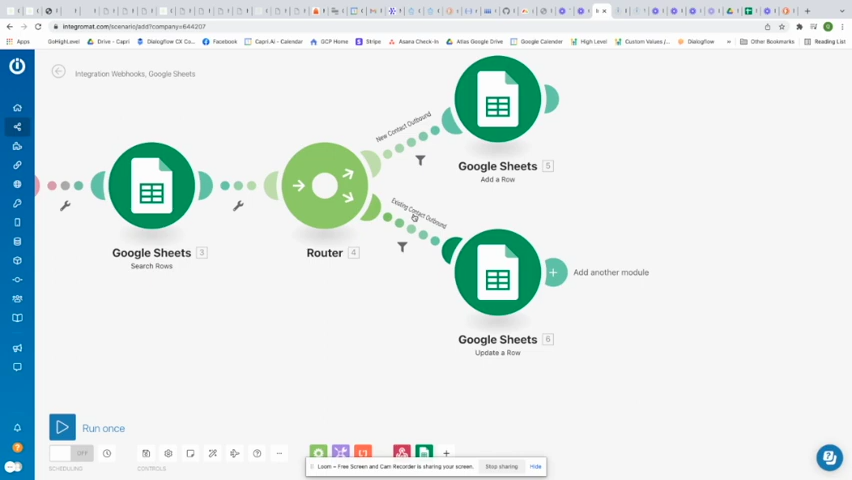 integromat.com/scenario/add?company=644207
Apps
GoHighLevel
Drive - Capri
Dialogflow CX Co...
Facebook
Capri.Ai - Calendar
GCP Home
Stripe
Asana Check-in
Atlas Google Drive
Google Calendar
High Level
Custom Values /...
Dialogflow
»
Other Bookmarks
Reading List
Integration Webhooks, Google Sheets
New Contact Outbound
Google Sheets 5
Add a Row
Existing Contact Outbound
Google Sheets 3
Search Rows
Router 4
Add another module
Google Sheets 6
Update a Row
Run once
OFF
SCHEDULING
CONTROLS
Loom – Free Screen and Cam Recorder is sharing your screen.
Stop sharing
Hide